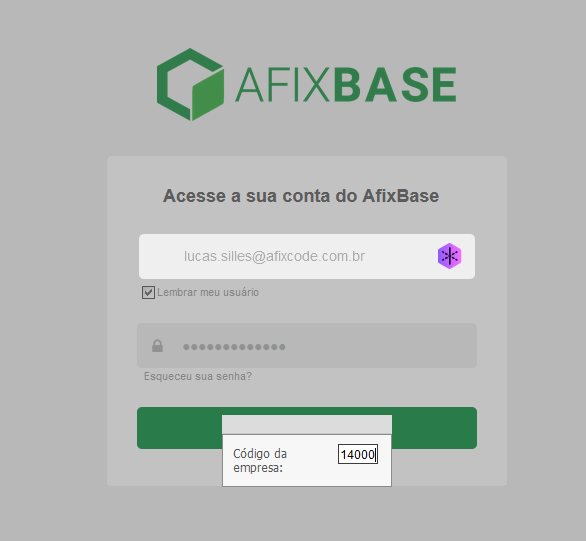 AFIXBASE
Acesse a sua conta do AfixBase
lucas.silles@afixcode.com.br
Lembrar meu usuário
•••••••••••••
Esqueceu sua senha?
Código da
empresa:
14000